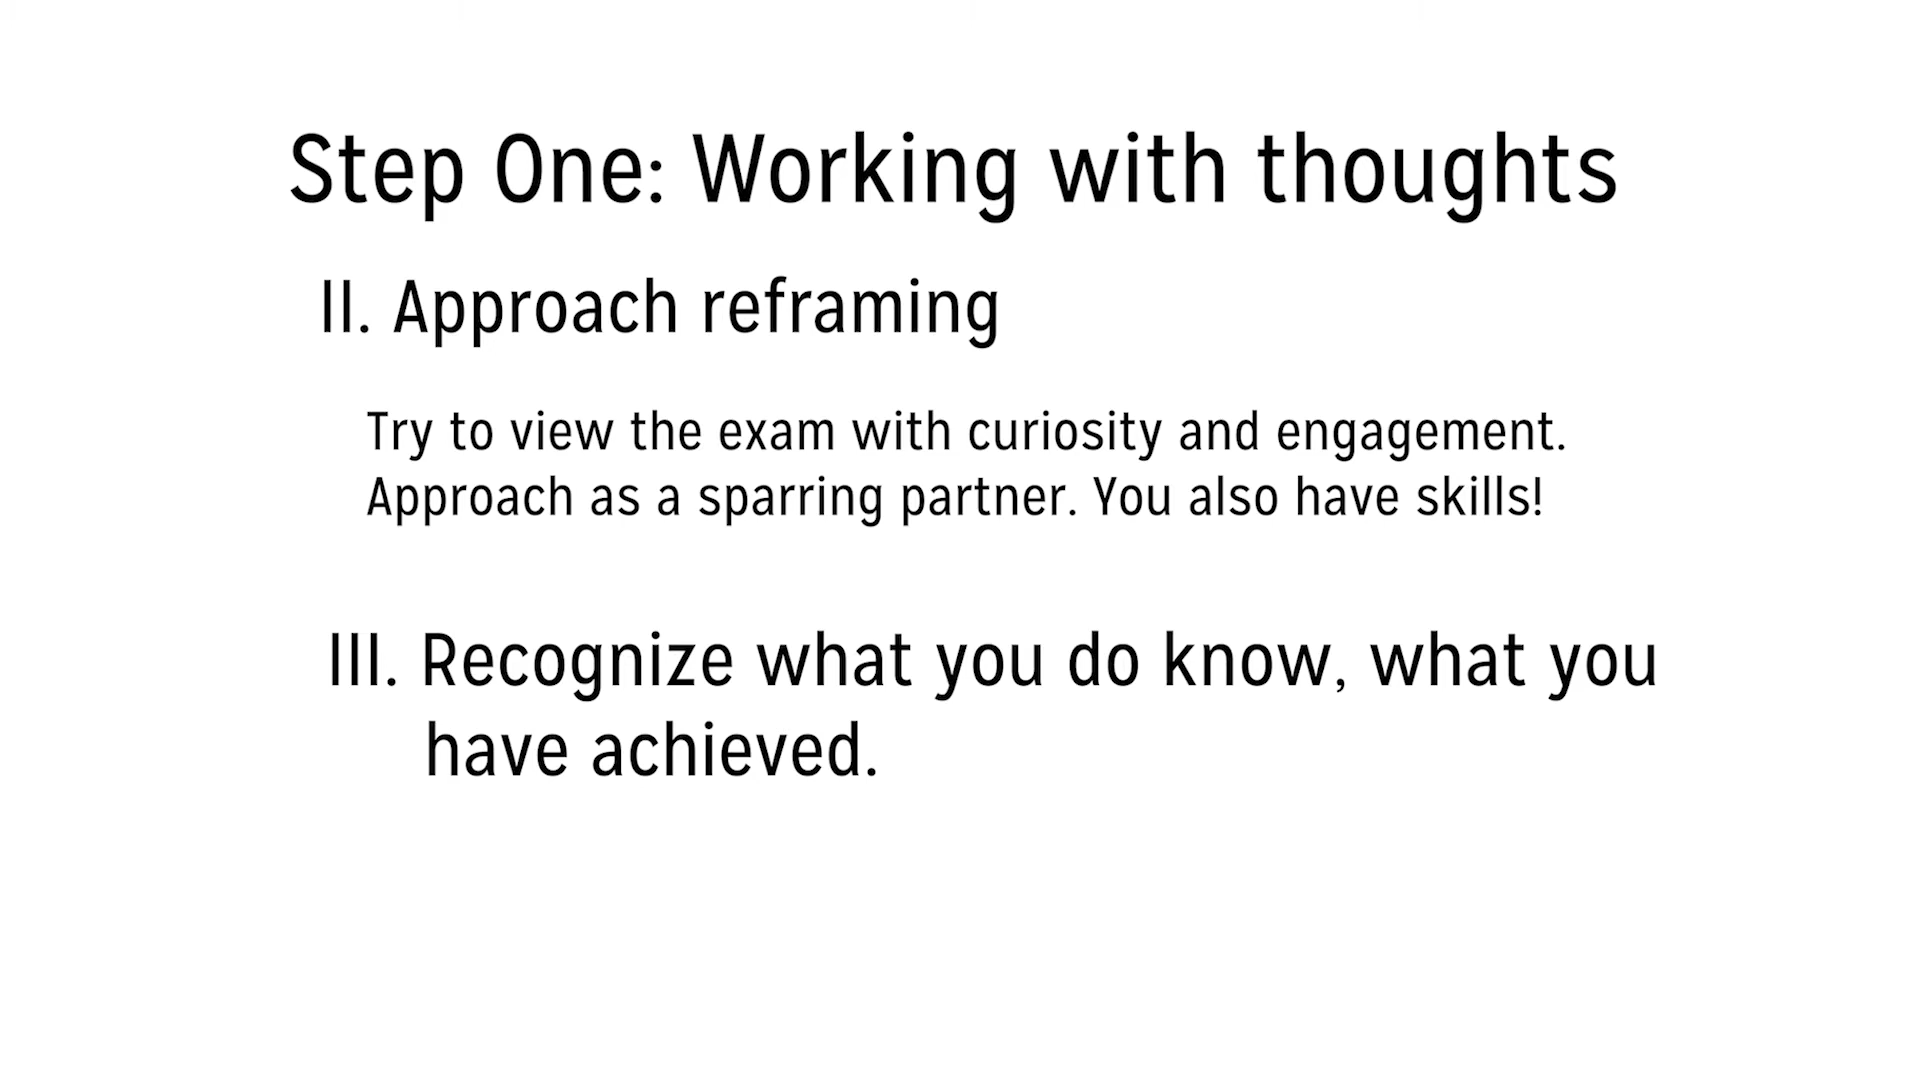 Step One: Working with thoughts
II. Approach reframing
Try to view the exam with curiosity and engagement.
Approach as a sparring partner. You also have skills!
III. Recognize what you do know, what you
have achieved.